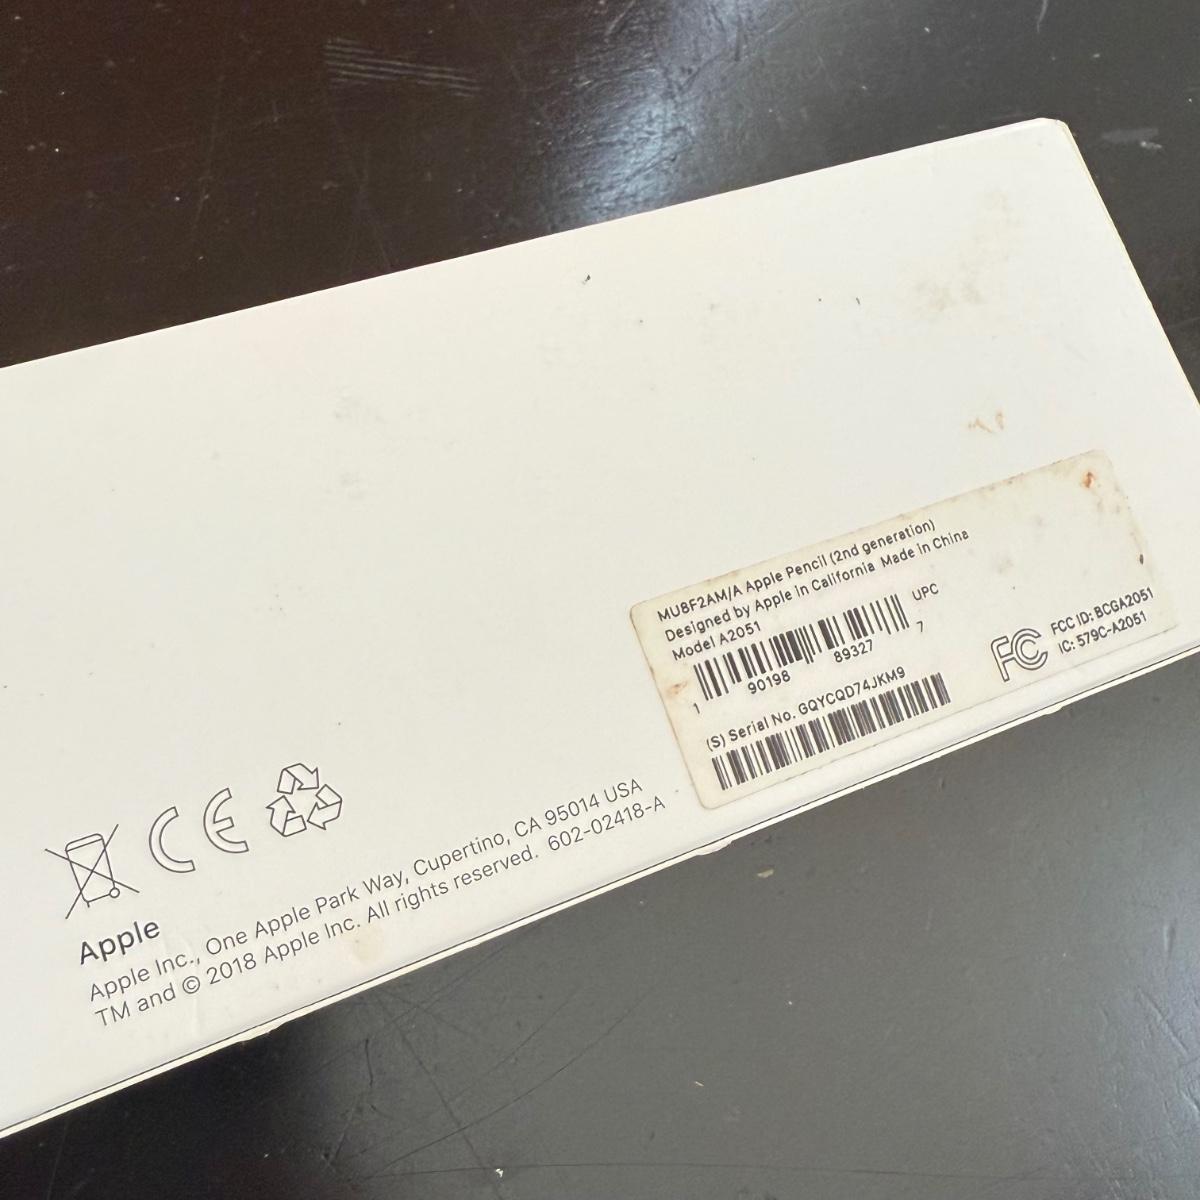 MU8F2AM/A Apple Pencil (2nd generation)
Designed by Apple in California Made in China
Model A2051
UPC
1 90198 89327 7
(S) Serial No. GQYCQD74JKM9
FC
FCC ID: BCGA2051
IC: 579C-A2051
CE
Apple
Apple Inc., One Apple Park Way, Cupertino, CA 95014 USA
TM and © 2018 Apple Inc. All rights reserved. 602-02418-A